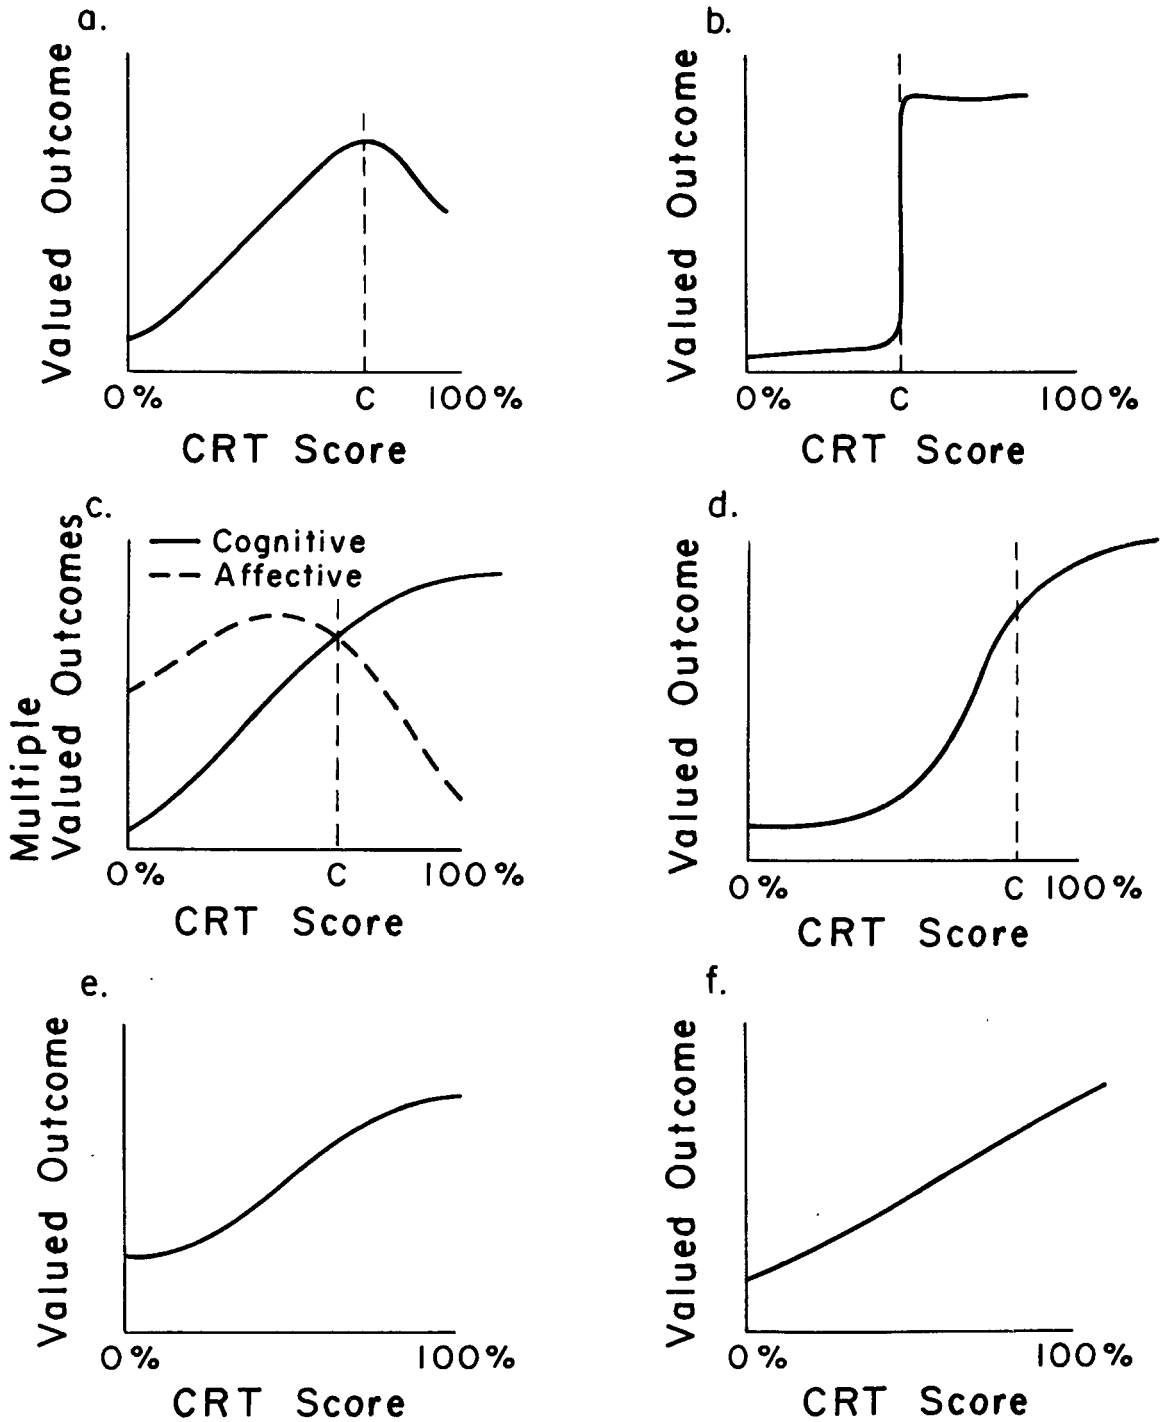 a.
Valued Outcome
0% C 100%
CRT Score
b.
Valued Outcome
0% C 100%
CRT Score
c.
Multiple
Valued Outcomes
Cognitive
Affective
0% C 100%
CRT Score
d.
Valued Outcome
0% C 100%
CRT Score
e.
Valued Outcome
0% 100%
CRT Score
f.
Valued Outcome
0% 100%
CRT Score